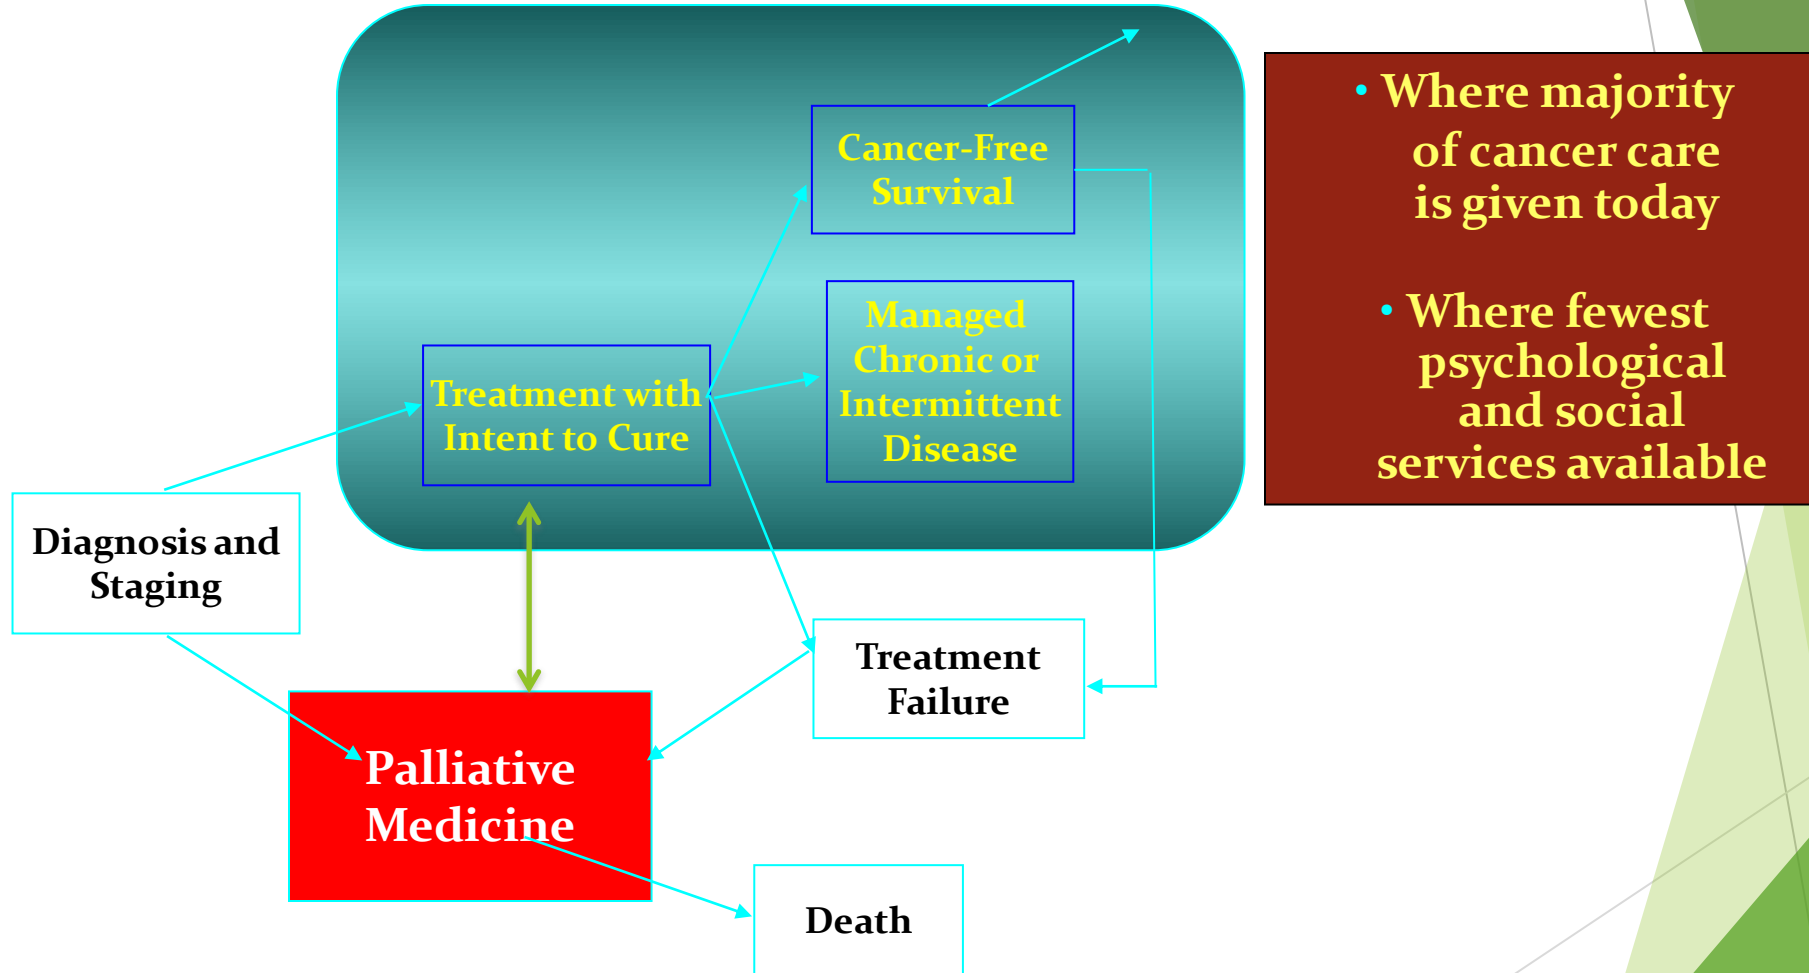 Cancer-Free
Survival
Managed
Chronic or
Intermittent
Disease
Treatment with
Intent to Cure
Diagnosis and
Staging
Treatment
Failure
Palliative
Medicine
Death
• Where majority
of cancer care
is given today
• Where fewest
psychological
and social
services available